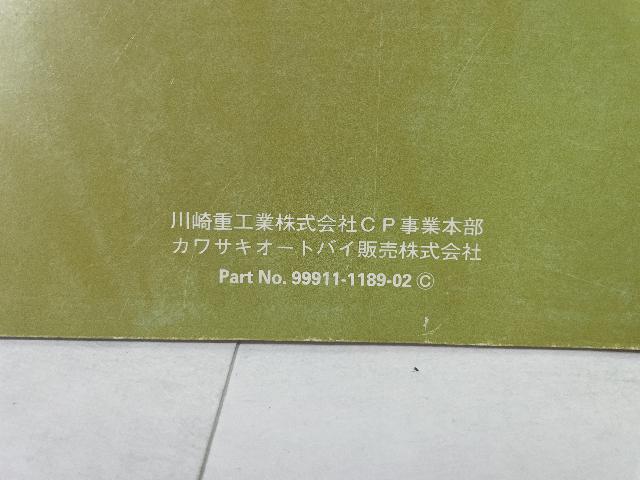 川崎重工業株式会社ＣＰ事業本部
カワサキオートバイ販売株式会社
Part No. 99911-1189-02 ©